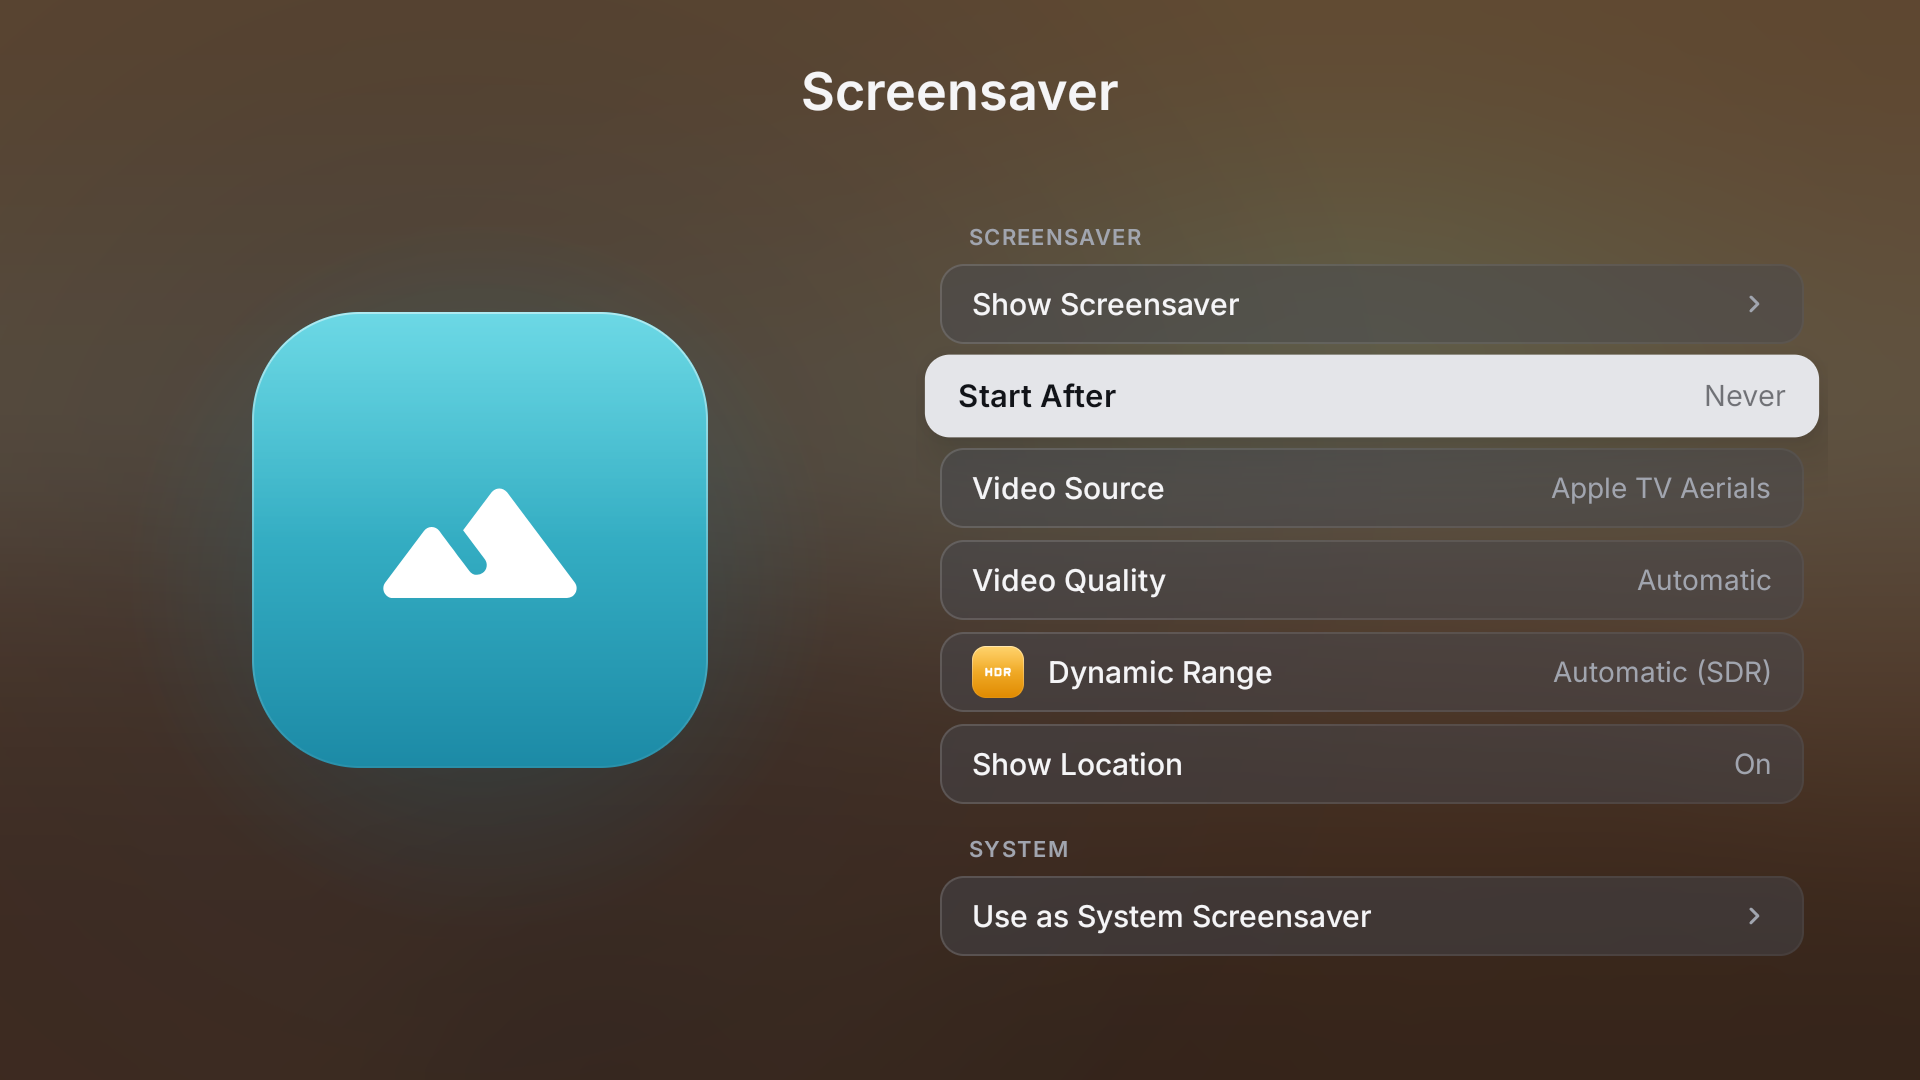 Screensaver
SCREENSAVER
Show Screensaver
Start After Never
Video Source Apple TV Aerials
Video Quality Automatic
HDR Dynamic Range Automatic (SDR)
Show Location On
SYSTEM
Use as System Screensaver